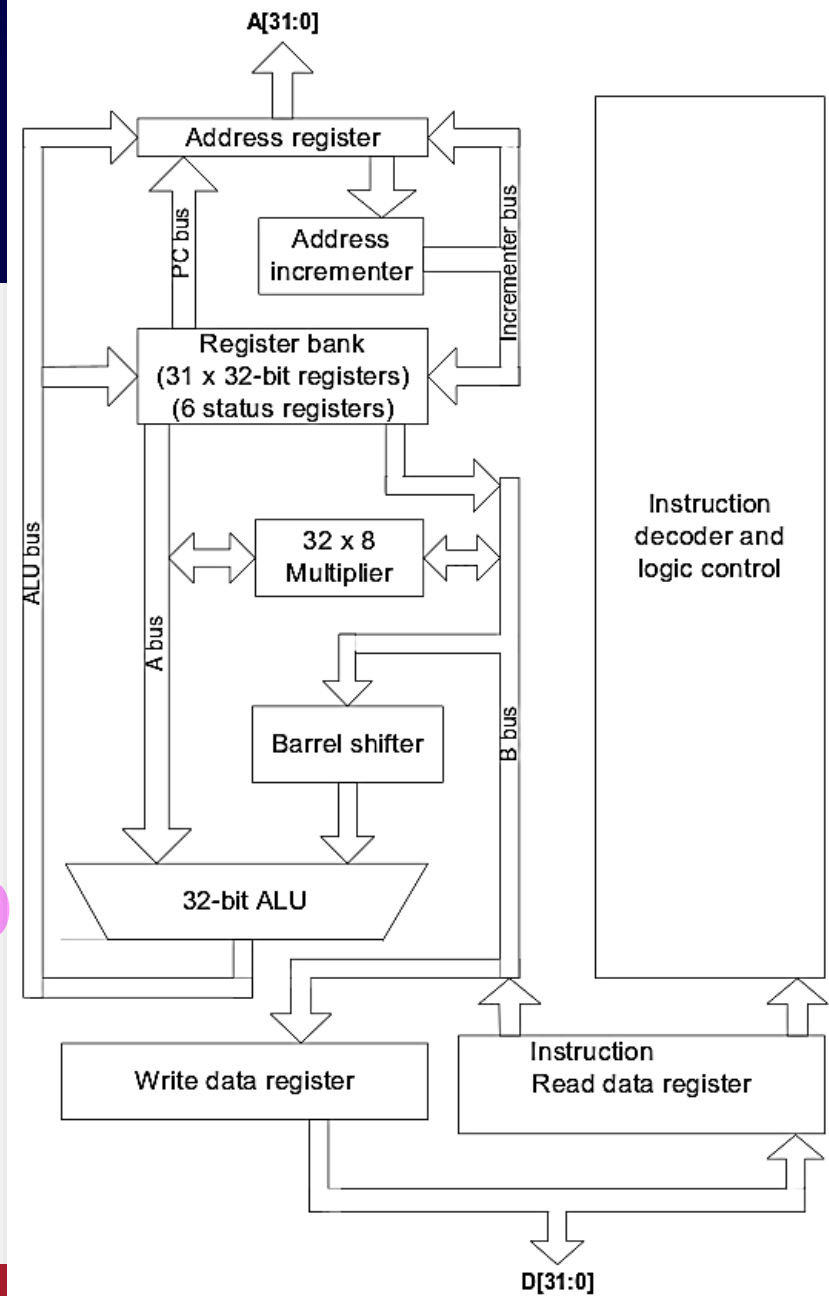 A[31:0]
Address register
PC bus
Address
incrementer
Incrementer bus
Register bank
(31 x 32-bit registers)
(6 status registers)
ALU bus
A bus
32 x 8
Multiplier
Barrel shifter
B bus
32-bit ALU
Instruction
decoder and
logic control
Write data register
Instruction
Read data register
D[31:0]